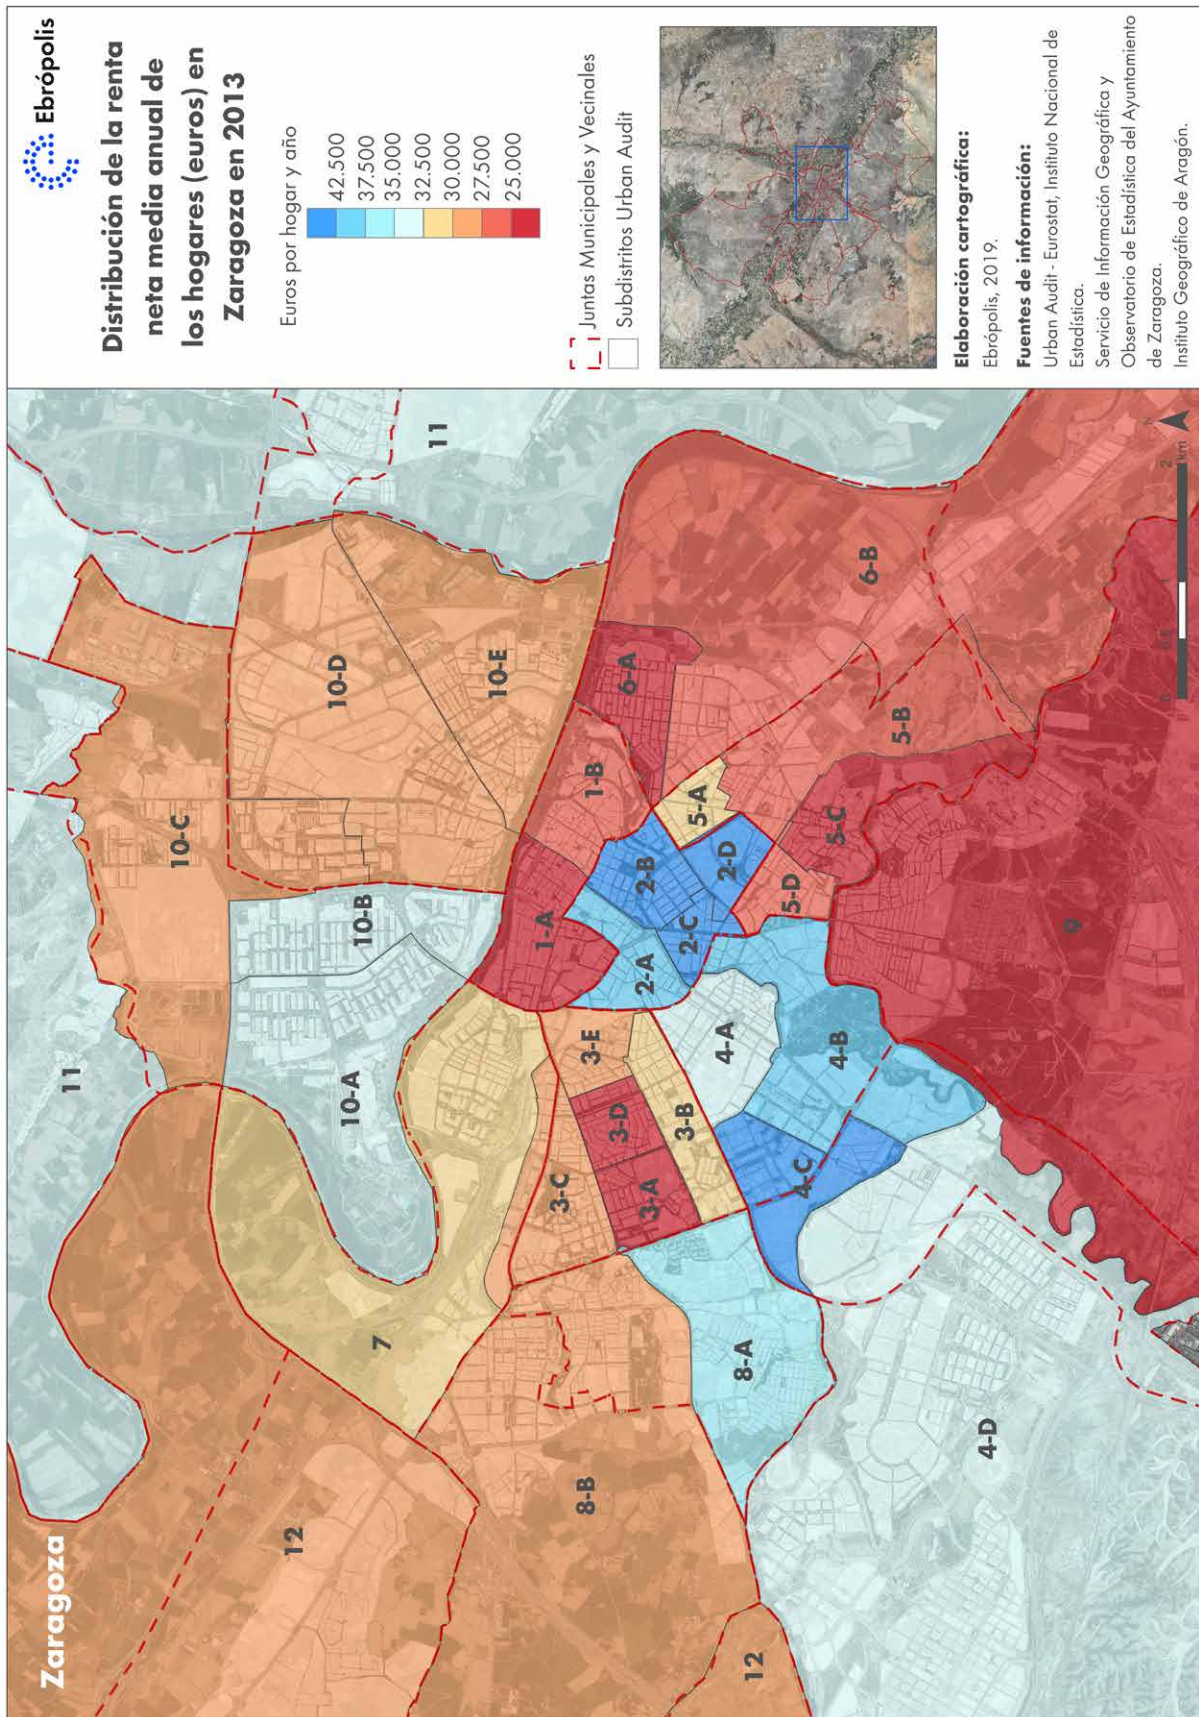 Zaragoza
Ebrópolis
Distribución de la renta
neta media anual de
los hogares (euros) en
Zaragoza en 2013
Euros por hogar y año
42.500
37.500
35.000
32.500
30.000
27.500
25.000
Juntas Municipales y Vecinales
Subdistritos Urban Audit
Elaboración cartográfica:
Ebrópolis, 2019.
Fuentes de información:
Urban Audit - Eurostat, Instituto Nacional de
Estadística.
Servicio de Información Geográfica y
Observatorio de Estadística del Ayuntamiento
de Zaragoza.
Instituto Geográfico de Aragón.
11
11
10-C
10-D
10-E
10-B
10-A
7
12
12
8-B
8-A
3-C
3-E
3-D
3-A
3-B
1-A
1-B
2-A
2-B
2-C
2-D
4-A
4-B
4-C
4-D
5-A
5-B
5-C
5-D
6-A
6-B
9
N
0 0,5 1 2
km